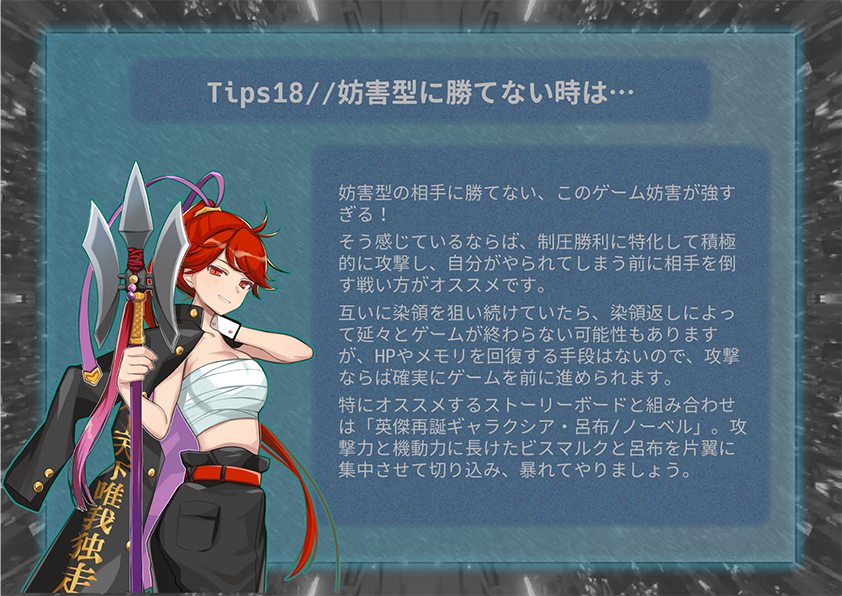 Tips18//妨害型に勝てない時は…
妨害型の相手に勝てない、このゲーム妨害が強す
ぎる！
そう感じているならば、制圧勝利に特化して積極
的に攻撃し、自分がやられてしまう前に相手を倒
す戦い方がオススメです。
互いに染領を狙い続けていたら、染領返しによっ
て延々とゲームが終わらない可能性もあります
が、HPやメモリを回復する手段はないので、攻撃
ならば確実にゲームを前に進められます。
特にオススメするストーリーボードと組み合わせ
は「英傑再誕ギャラクシア・呂布/ノーベル」。攻
撃力と機動力に長けたビスマルクと呂布を片翼に
集中させて切り込み、暴れてやりましょう。
天下唯我独走